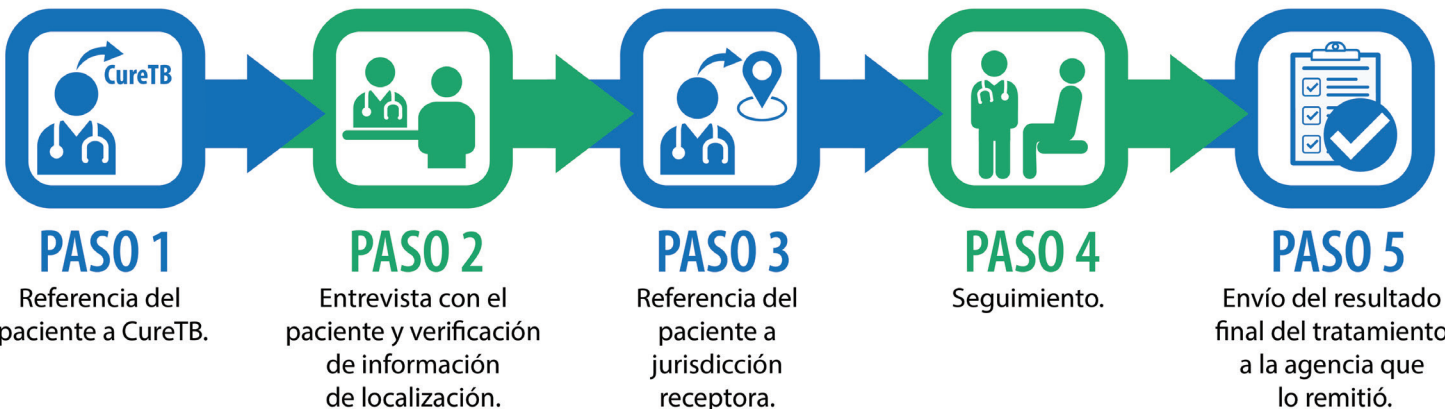 CureTB
PASO 1
Referencia del
paciente a CureTB.
PASO 2
Entrevista con el
paciente y verificación
de información
de localización.
PASO 3
Referencia del
paciente a
jurisdicción
receptora.
PASO 4
Seguimiento.
PASO 5
Envío del resultado
final del tratamiento
a la agencia que
lo remitió.